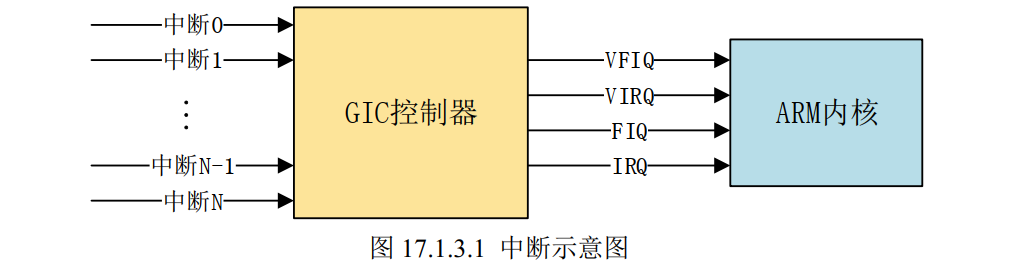 中断0
中断1
⋮
中断N-1
中断N
GIC控制器
VFIQ
VIRQ
FIQ
IRQ
ARM内核
图 17.1.3.1 中断示意图